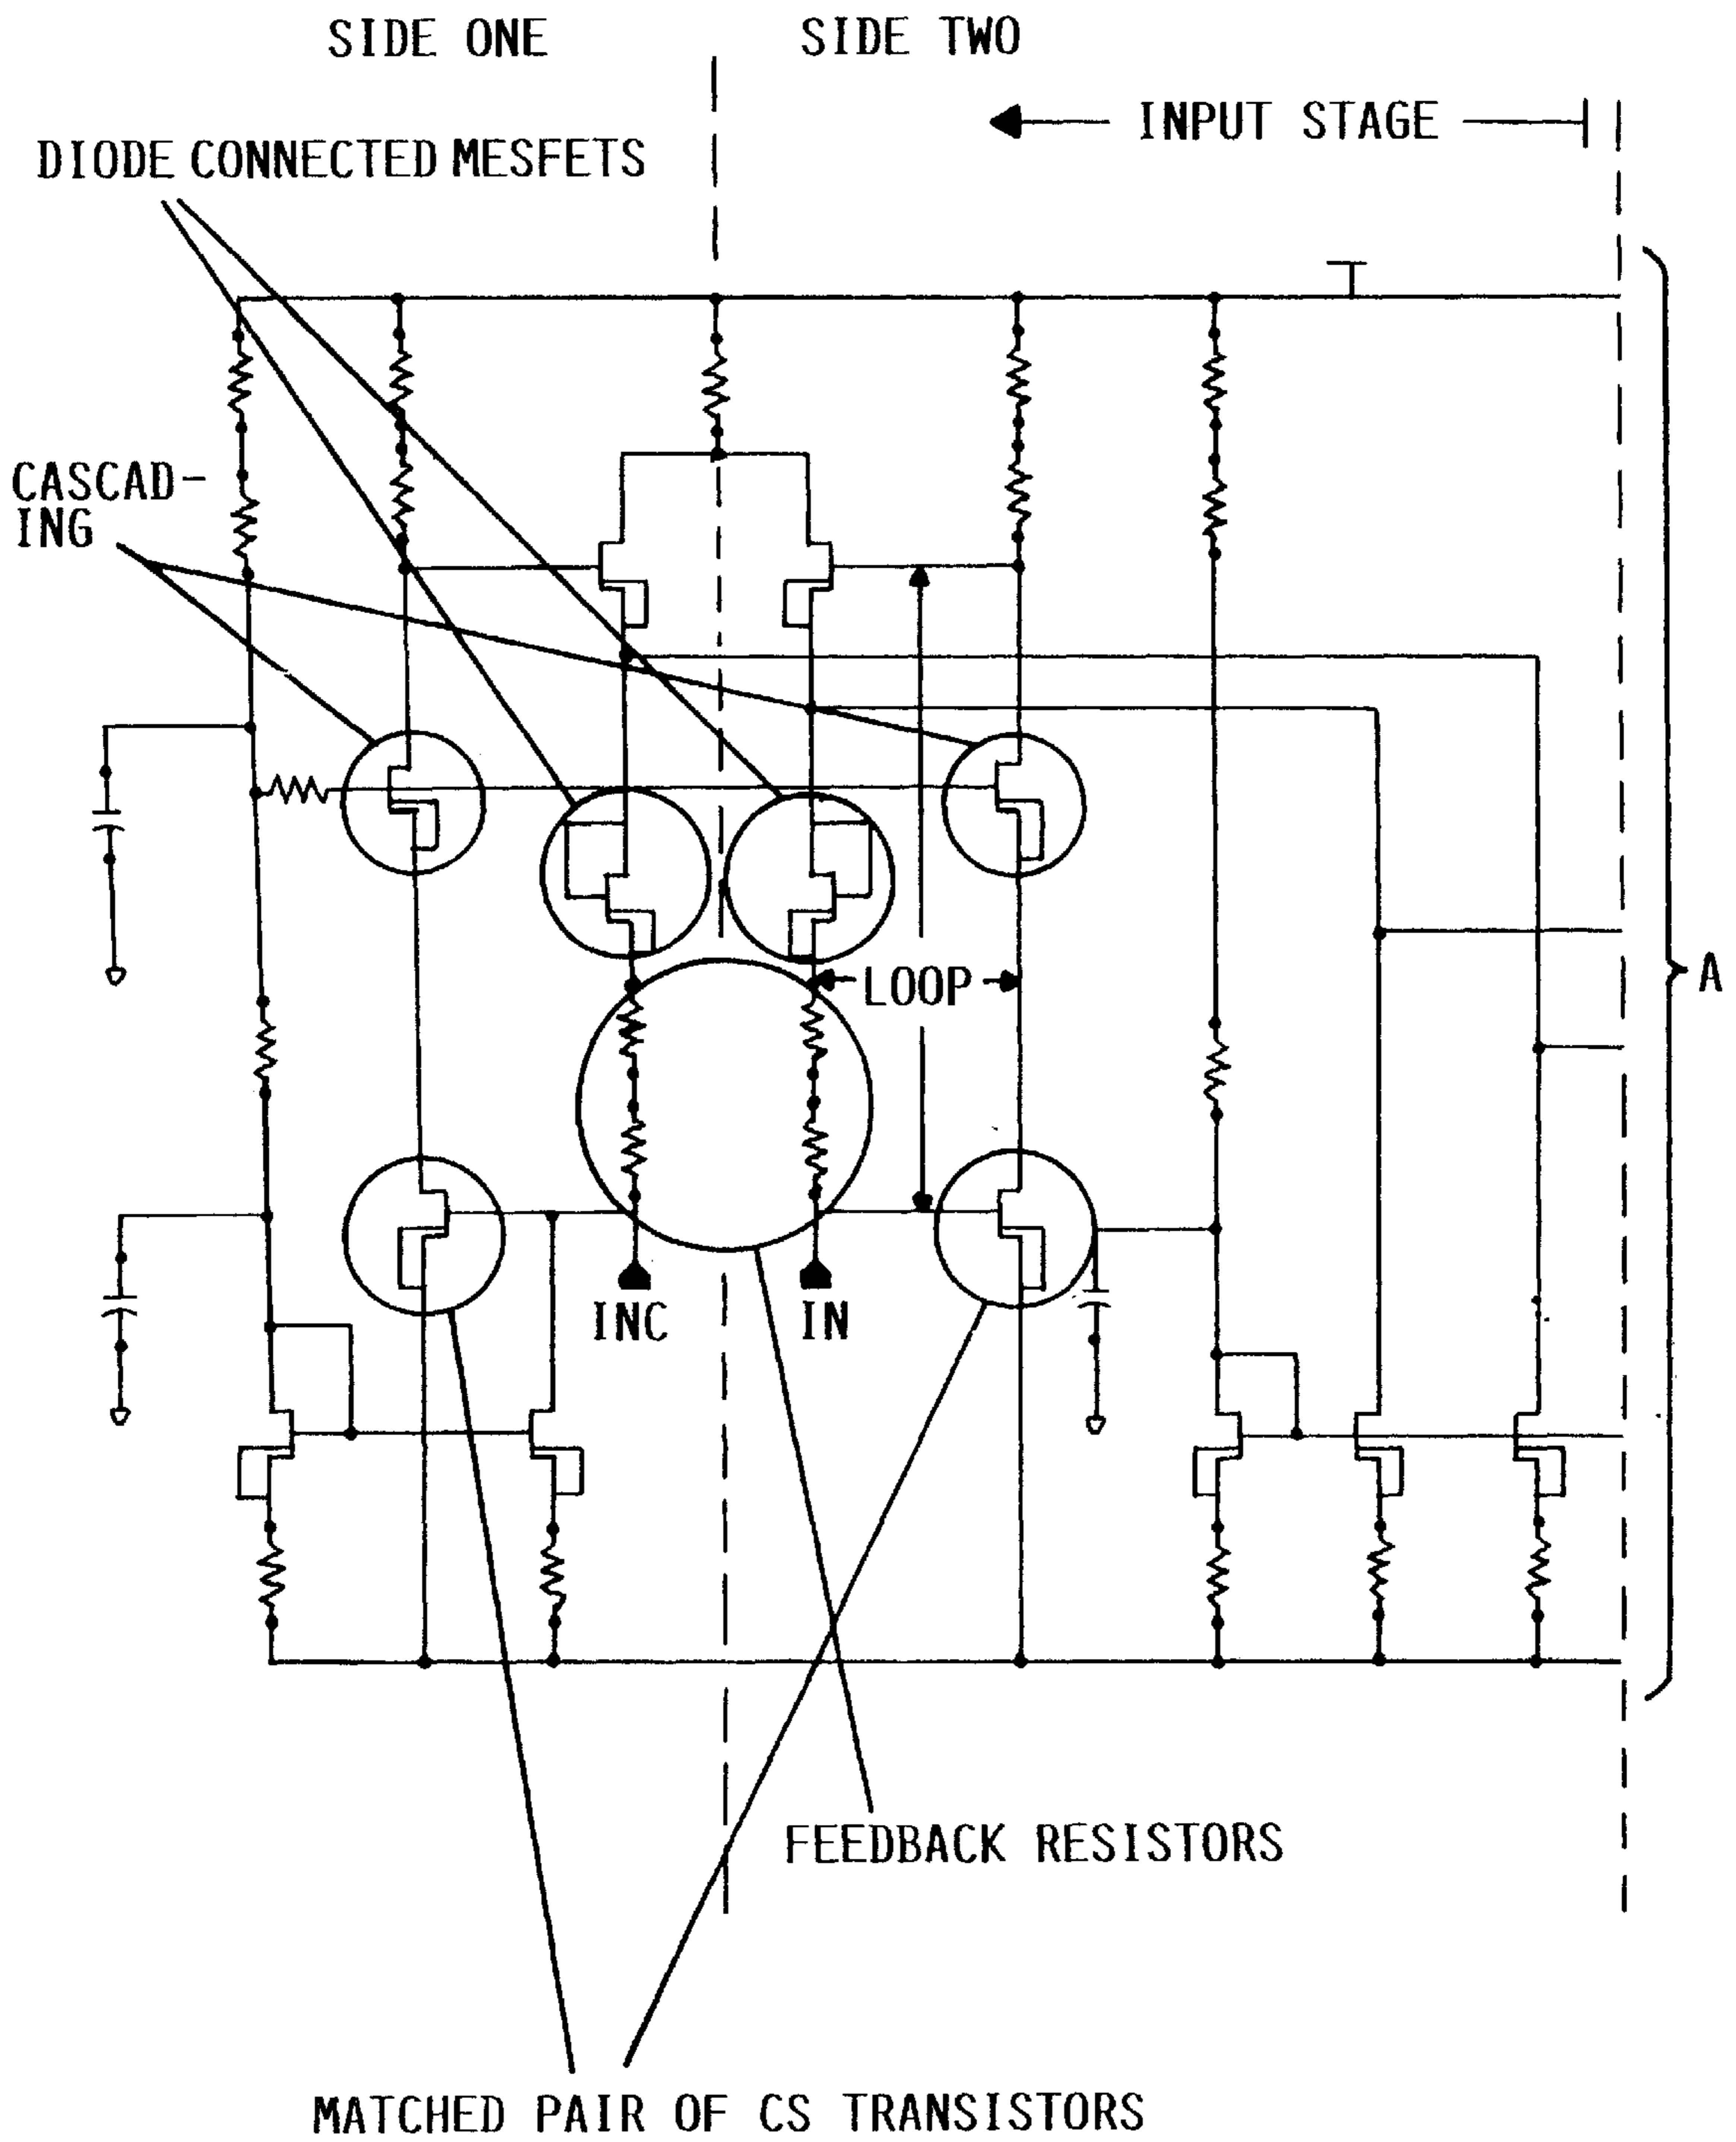 SIDE ONE
SIDE TWO
INPUT STAGE
DIODE CONNECTED MESFETS
CASCAD-
ING
LOOP
A
INC
IN
FEEDBACK RESISTORS
MATCHED PAIR OF CS TRANSISTORS